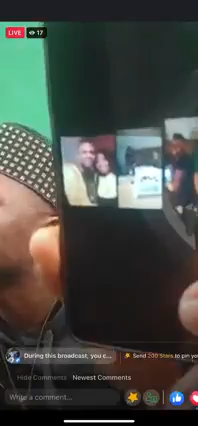 LIVE 17
During this broadcast, you c...
Send 200 Stars to pin yo
Hide Comments Newest Comments
Write a comment...